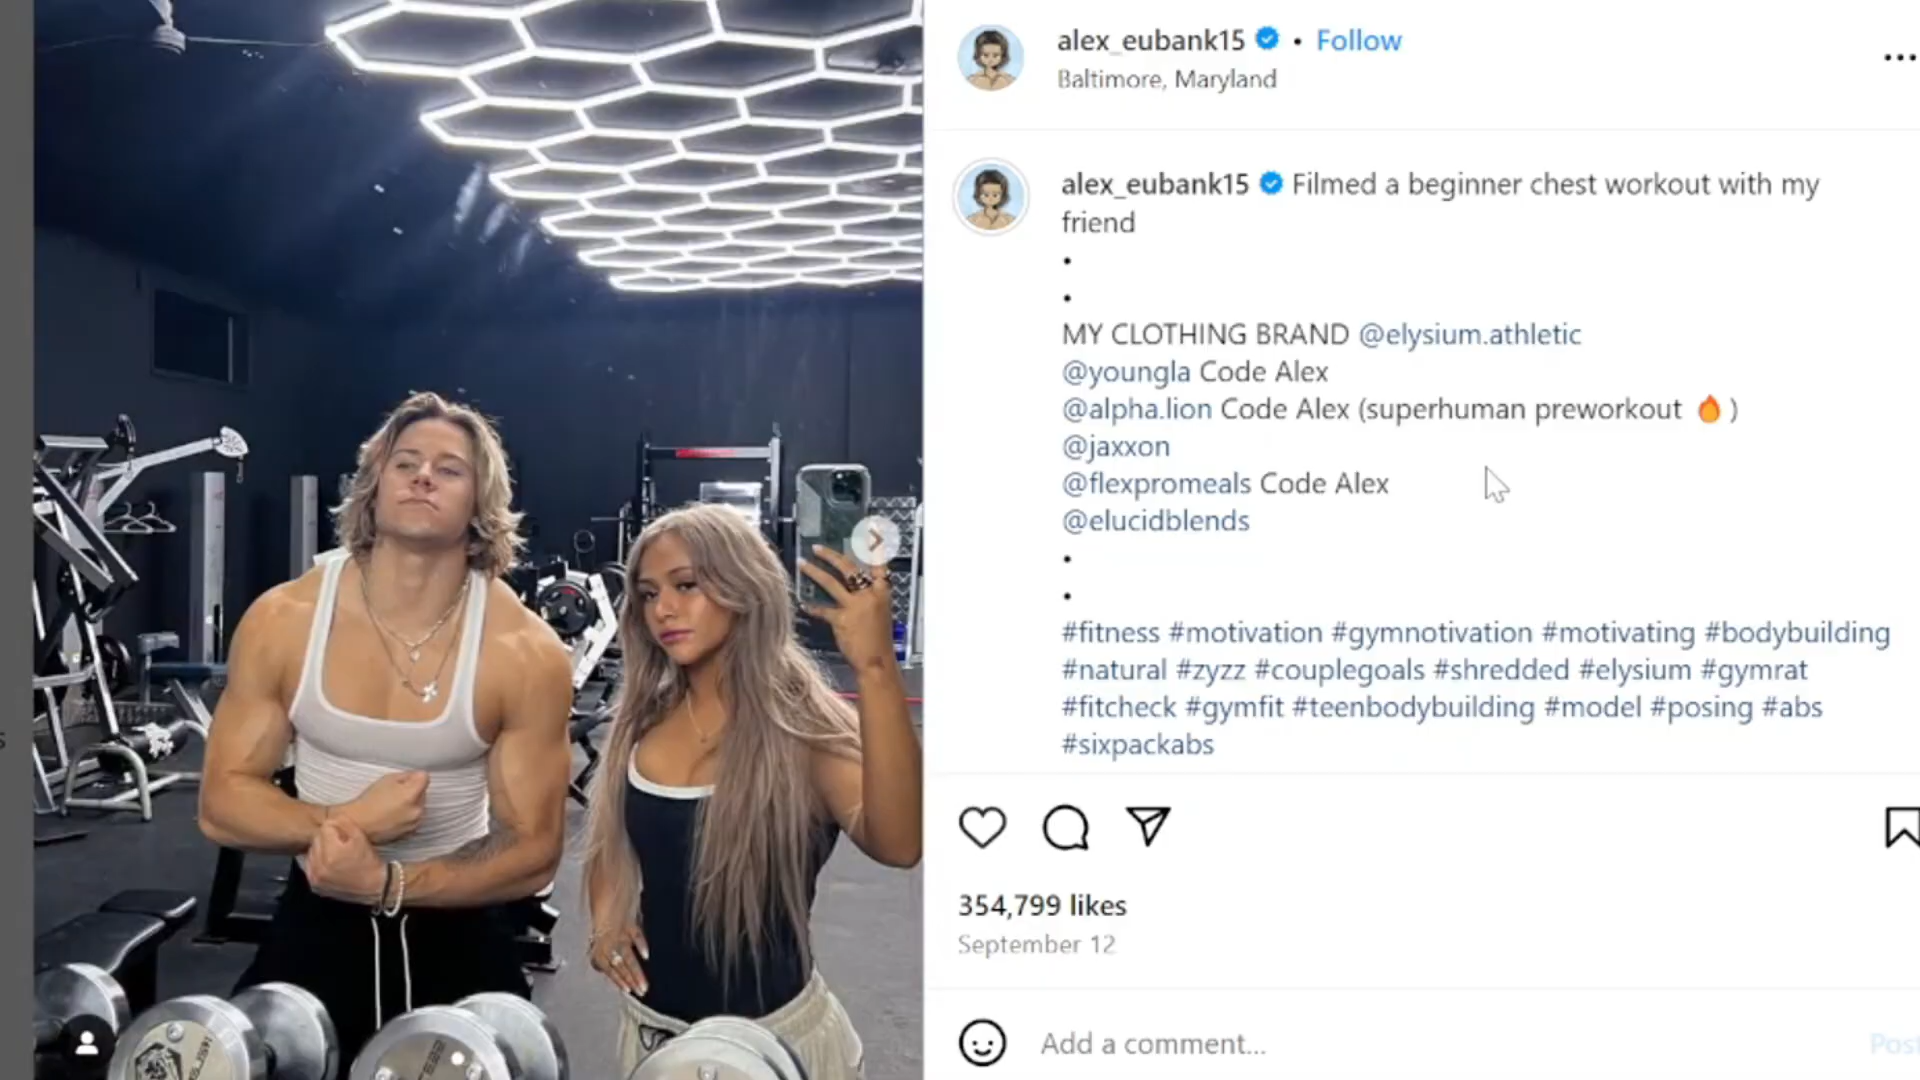 alex_eubank15 • Follow
Baltimore, Maryland
alex_eubank15 Filmed a beginner chest workout with my
friend
•
•
MY CLOTHING BRAND @elysium.athletic
@youngla Code Alex
@alpha.lion Code Alex (superhuman preworkout 🔥 )
@jaxxon
@flexpromeals Code Alex
@elucidblends
•
•
#fitness #motivation #gymnotivation #motivating #bodybuilding
#natural #zyzz #couplegoals #shredded #elysium #gymrat
#fitcheck #gymfit #teenbodybuilding #model #posing #abs
#sixpackabs
354,799 likes
September 12
Add a comment...
Post